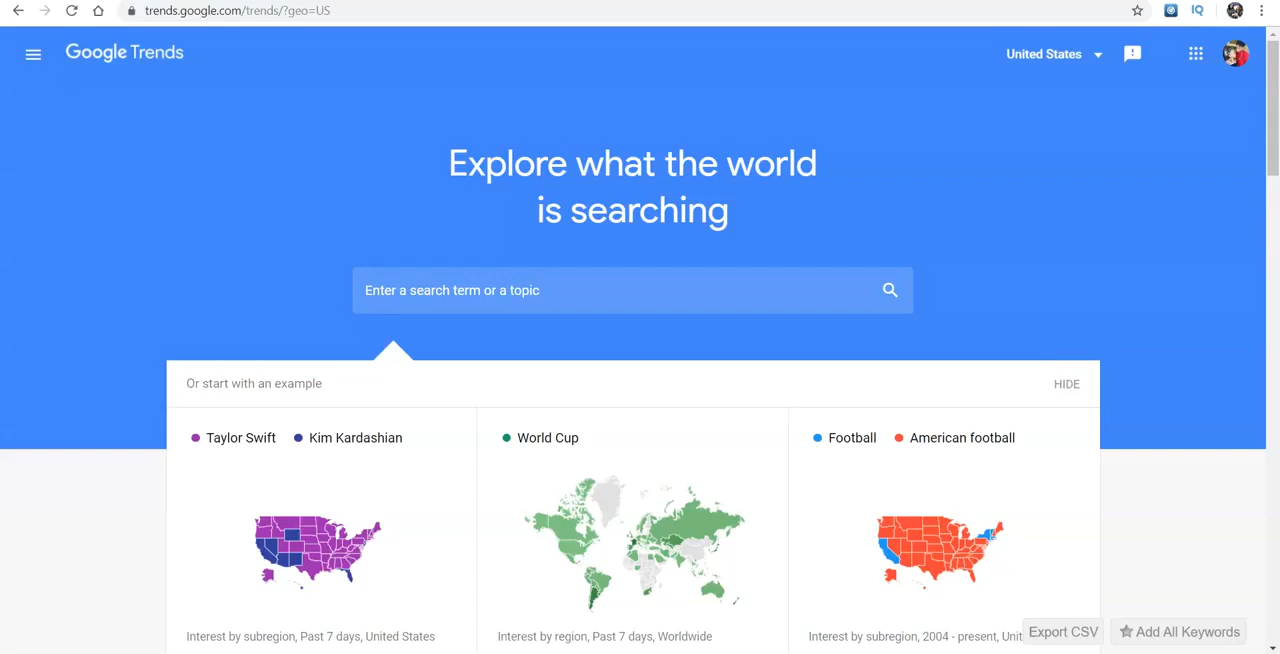 trends.google.com/trends/?geo=US
IQ
Google Trends
United States
Explore what the world
is searching
Enter a search term or a topic
Or start with an example
HIDE
Taylor Swift Kim Kardashian
World Cup
Football American football
Interest by subregion, Past 7 days, United States
Interest by region, Past 7 days, Worldwide
Interest by subregion, 2004 - present, Unit
Export CSV
Add All Keywords